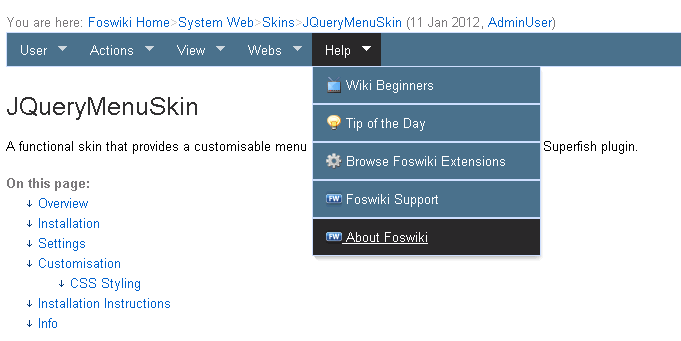 You are here: Foswiki Home>System Web>Skins>JQueryMenuSkin (11 Jan 2012, AdminUser)
User Actions View Webs Help
Wiki Beginners
Tip of the Day
Browse Foswiki Extensions
FW Foswiki Support
FW About Foswiki
JQueryMenuSkin
A functional skin that provides a customisable menu Superfish plugin.
On this page:
↓ Overview
↓ Installation
↓ Settings
↓ Customisation
↓ CSS Styling
↓ Installation Instructions
↓ Info